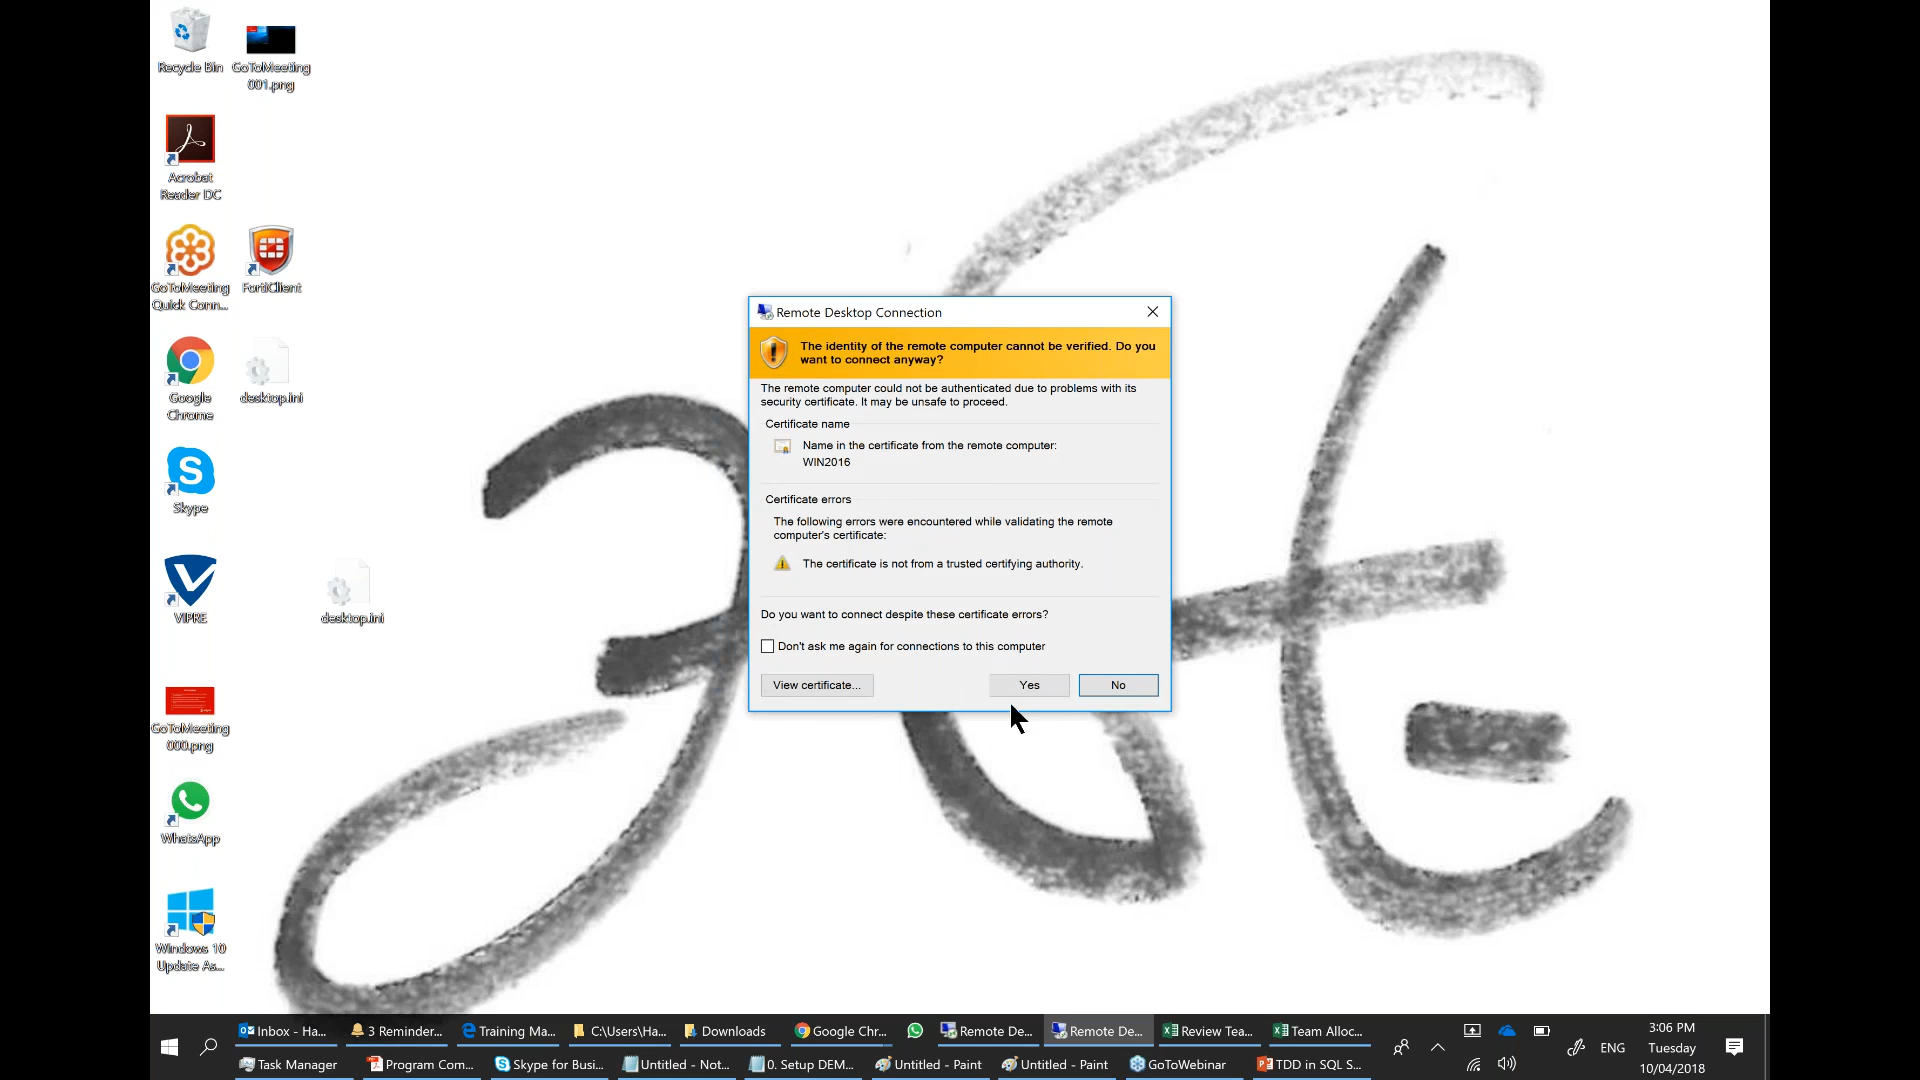 Recycle Bin
GoToMeeting
001.png
Acrobat
Reader DC
GoToMeeting
Quick Conn...
FortiClient
Google
Chrome
desktop.ini
Skype
VIPRE
desktop.ini
GoToMeeting
000.png
WhatsApp
Windows 10
Update As...
Remote Desktop Connection
The identity of the remote computer cannot be verified. Do you
want to connect anyway?
The remote computer could not be authenticated due to problems with its
security certificate. It may be unsafe to proceed.
Certificate name
Name in the certificate from the remote computer:
WIN2016
Certificate errors
The following errors were encountered while validating the remote
computer's certificate:
The certificate is not from a trusted certifying authority.
Do you want to connect despite these certificate errors?
Don't ask me again for connections to this computer
View certificate...
Yes
No
Inbox - Ha...
3 Reminder...
Training Ma...
C:\Users\Ha...
Downloads
Google Chr...
Remote De...
Remote De...
Review Tea...
Team Alloc...
Task Manager
Program Com...
Skype for Busi...
Untitled - Not...
0. Setup DEM...
Untitled - Paint
Untitled - Paint
GoToWebinar
TDD in SQL S...
ENG
3:06 PM
Tuesday
10/04/2018